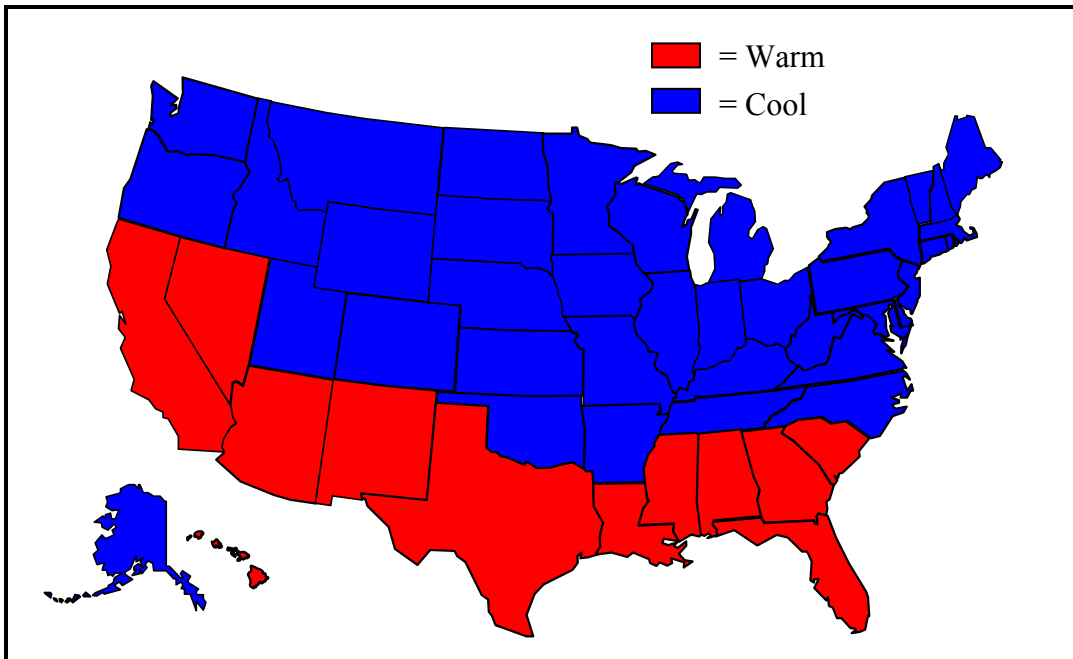 = Warm
= Cool